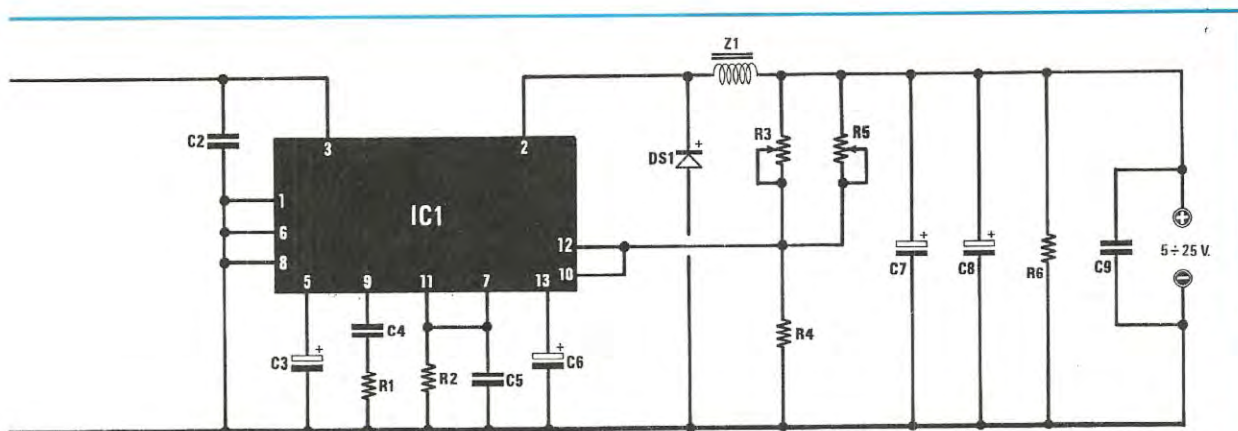 Z1
C2
3
2
R3
R5
DS1
1
IC1
6
8
12
10
5
9
11
7
13
C7
C8
R6
C9
+
5÷25 V.
−
C3
+
C4
R1
R2
C5
C6
+
R4
+
+
+